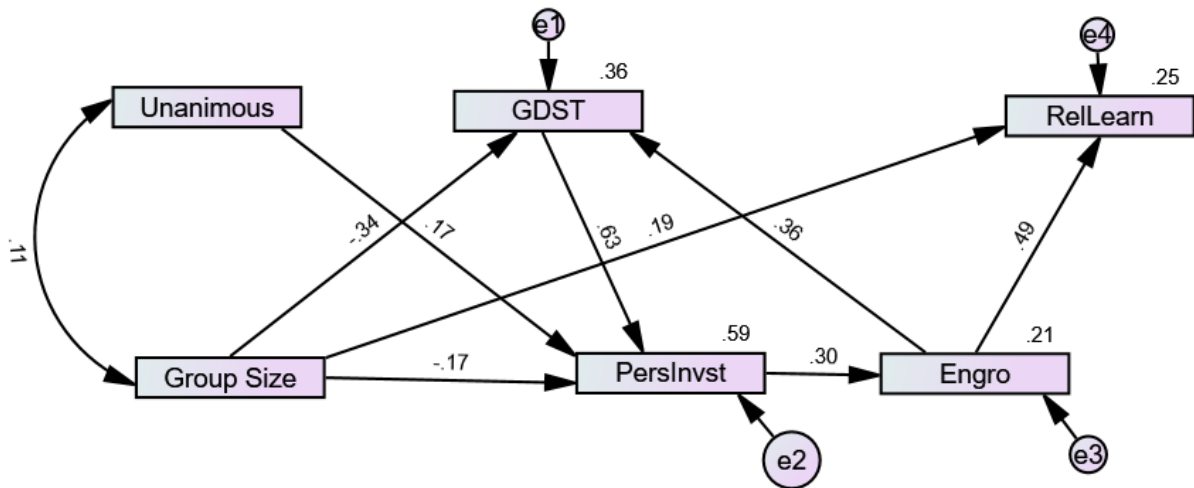 e1
.36
e4
.25
Unanimous
GDST
RelLearn
-.34
.17
.63
.19
.36
.49
.11
.59
.30
.21
Group Size
-.17
PersInvst
Engro
e2
e3